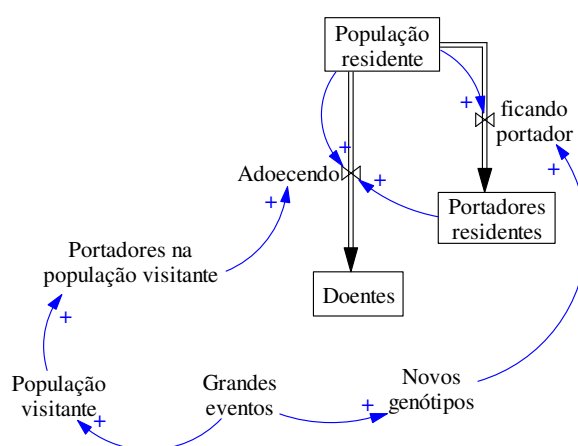 População
residente
+
ficando
portador
+
+
+
Adoecendo
+
+
Portadores
residentes
Portadores na
população visitante
Doentes
+
População
visitante
+
Grandes
eventos
+
Novos
genótipos